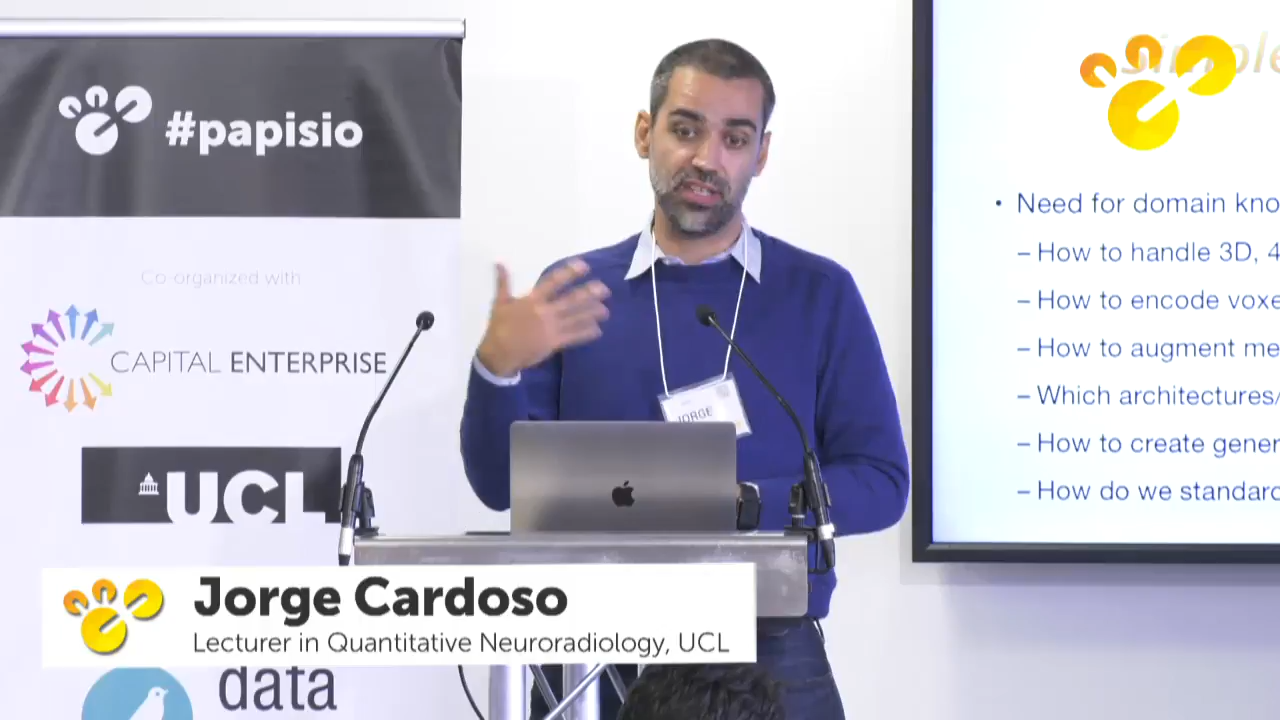 #papisio
Co-organized with
CAPITAL ENTERPRISE
UCL
JORGE
Simple
• Need for domain kno
– How to handle 3D, 4
– How to encode voxe
– How to augment me
– Which architectures/
– How to create gener
– How do we standard
Jorge Cardoso
Lecturer in Quantitative Neuroradiology, UCL
data